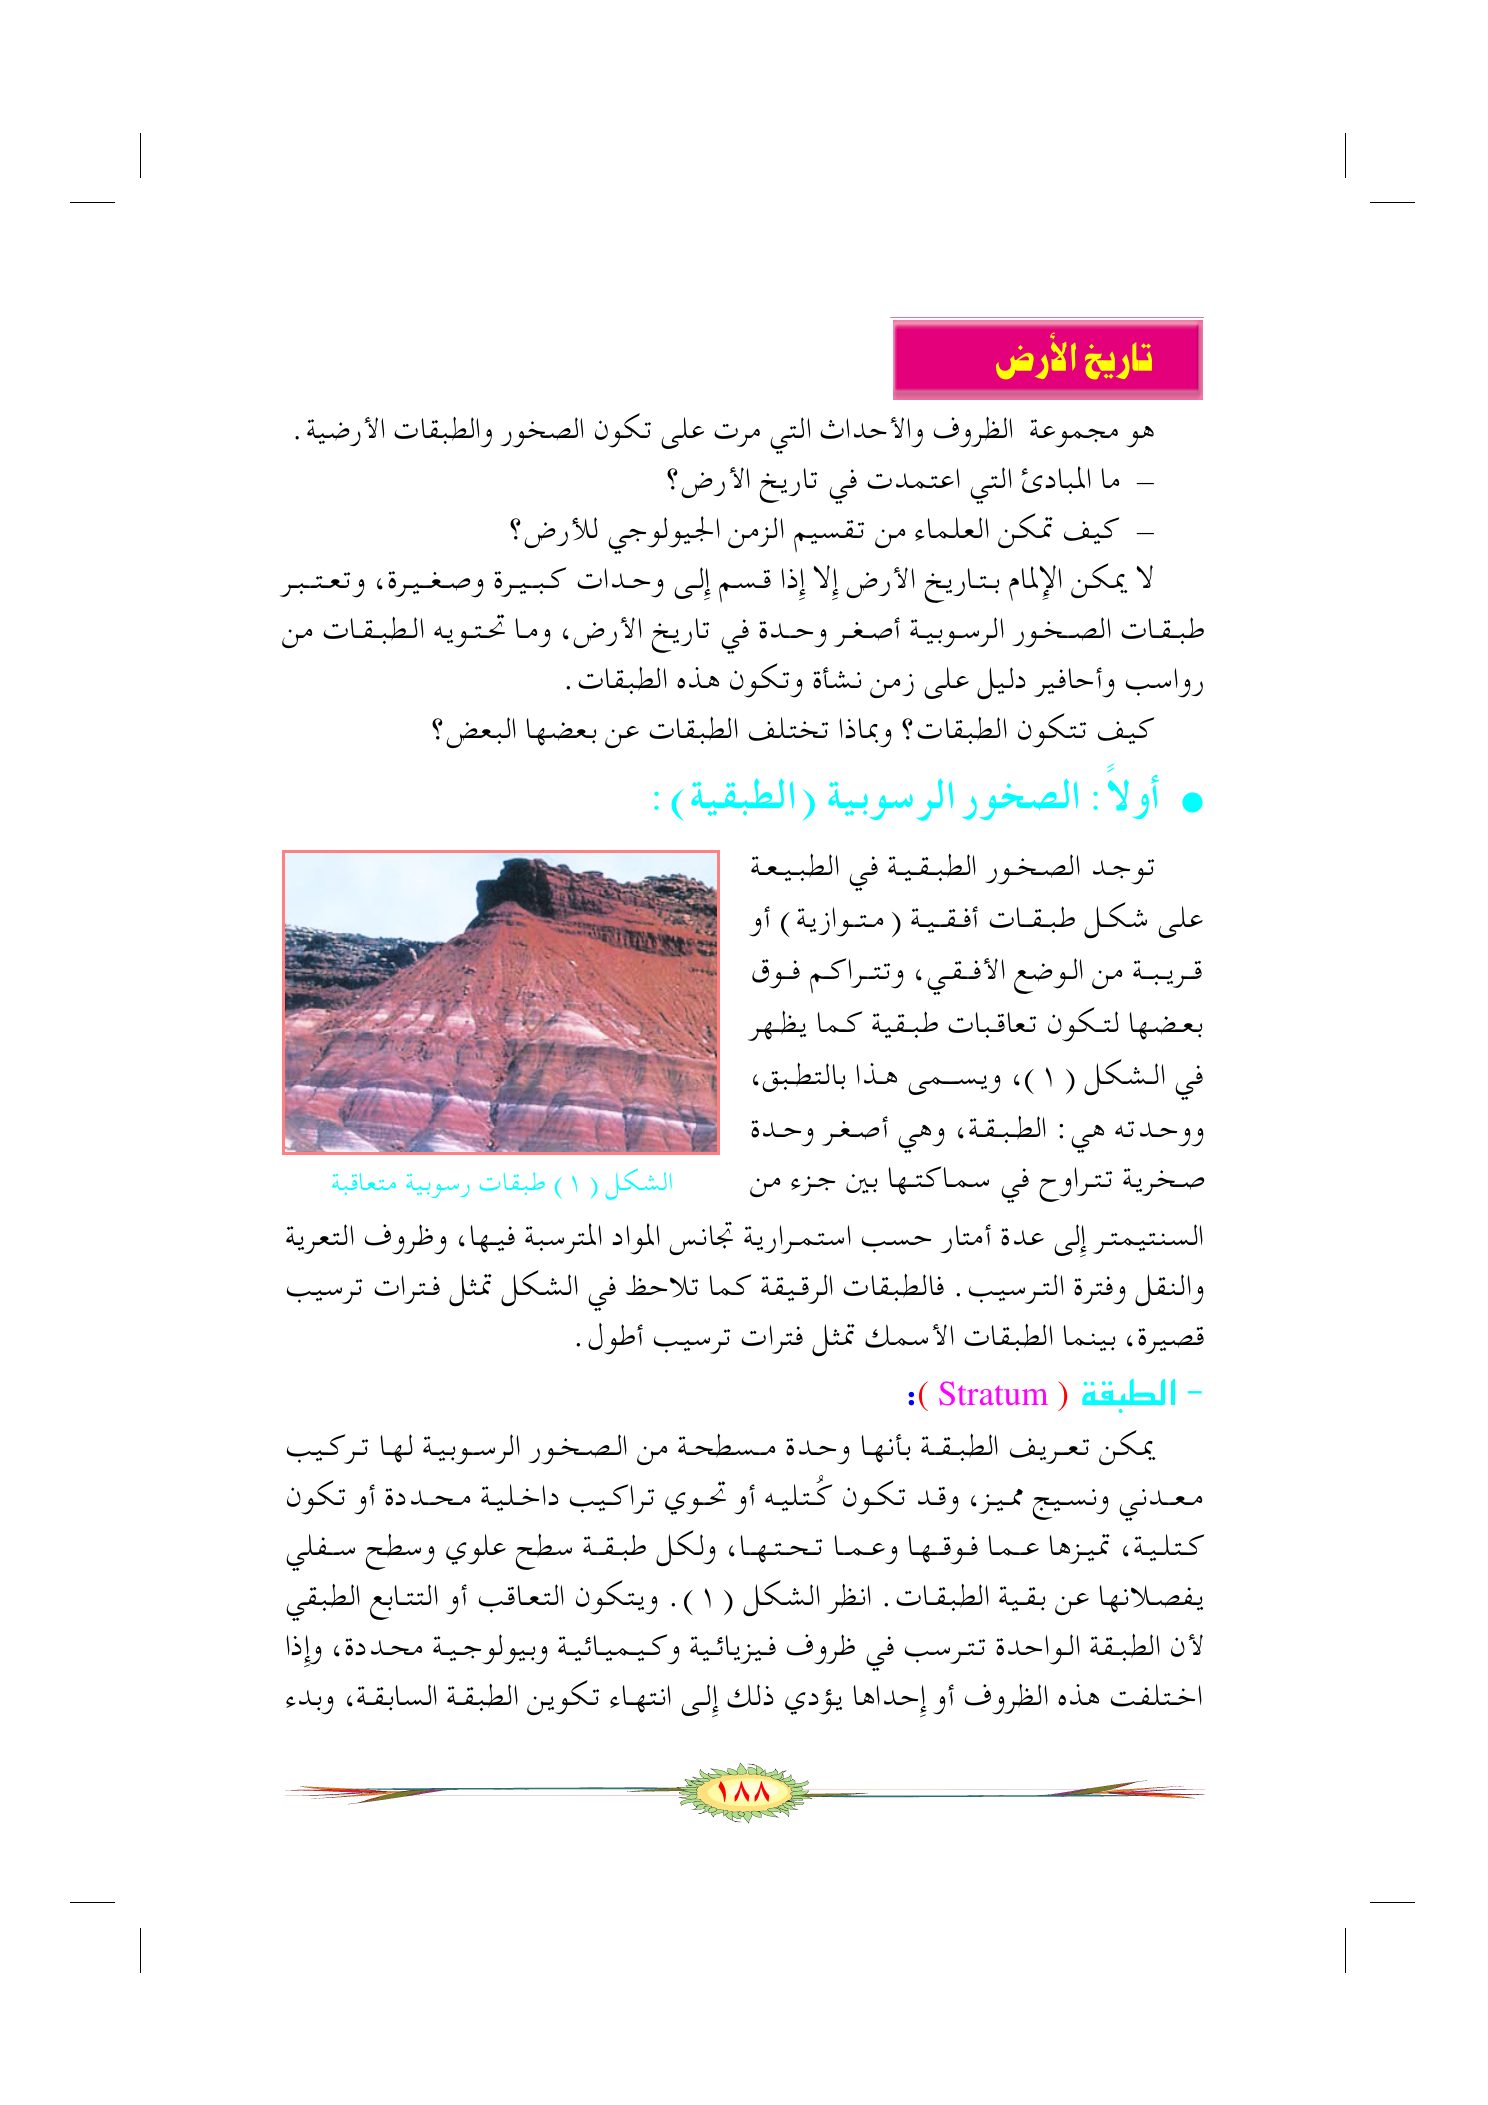 تاريخ الأرض
هو مجموعة الظروف والأحداث التي مرت على تكون الصخور والطبقات الأرضية.
– ما المبادئ التي اعتمدت في تاريخ الأرض؟
– كيف تمكن العلماء من تقسيم الزمن الجيولوجي للأرض؟
لا يمكن الإلمام بتاريخ الأرض إلا إذا قسم إلى وحدات كبيرة وصغيرة، وتعتبر
طبقات الصخور الرسوبية أصغر وحدة في تاريخ الأرض، وما تحتويه الطبقات من
رواسب وأحافير دليل على زمن نشأة وتكون هذه الطبقات.
كيف تتكون الطبقات؟ وبماذا تختلف الطبقات عن بعضها البعض؟
● أولاً: الصخور الرسوبية (الطبقية):
توجد الصخور الطبقية في الطبيعة
على شكل طبقات أفقية (متوازية) أو
قريبة من الوضع الأفقي، وتتراكم فوق
بعضها لتكون تعاقبات طبقية كما يظهر
في الشكل (١)، ويسمى هذا بالتطبق،
ووحدته هي: الطبقة، وهي أصغر وحدة
صخرية تتراوح في سماكتها بين جزء من
الشكل (١) طبقات رسوبية متعاقبة
السنتيمتر إلى عدة أمتار حسب استمرارية تجانس المواد المترسبة فيها، وظروف التعرية
والنقل وفترة الترسيب. فالطبقات الرقيقة كما تلاحظ في الشكل تمثل فترات ترسيب
قصيرة، بينما الطبقات الأسمك تمثل فترات ترسيب أطول.
- الطبقة (Stratum):
يمكن تعريف الطبقة بأنها وحدة مسطحة من الصخور الرسوبية لها تركيب
معدني ونسيج مميز، وقد تكون كُتليه أو تحوي تراكيب داخلية محددة أو تكون
كتلية، تميزها عما فوقها وعما تحتها، ولكل طبقة سطح علوي وسطح سفلي
يفصلانها عن بقية الطبقات. انظر الشكل (١). ويتكون التعاقب أو التتابع الطبقي
لأن الطبقة الواحدة تترسب في ظروف فيزيائية وكيميائية وبيولوجية محددة، وإذا
اختلفت هذه الظروف أو إحداها يؤدي ذلك إلى انتهاء تكوين الطبقة السابقة، وبدء
١٨٨